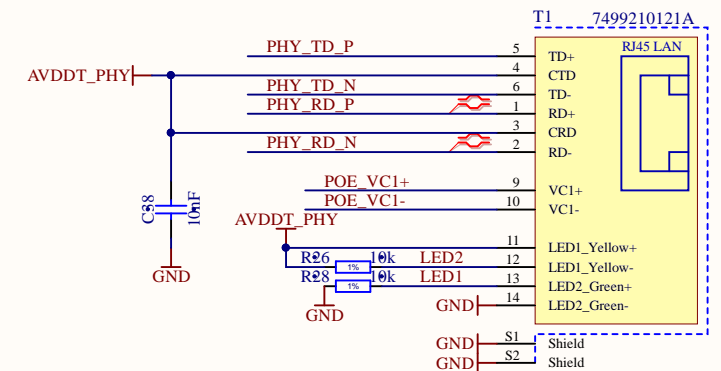 T1 7499210121A
PHY_TD_P 5 TD+ RJ45 LAN
AVDDT_PHY 4 CTD
PHY_TD_N 6 TD-
PHY_RD_P 1 RD+
3 CRD
PHY_RD_N 2 RD-
POE_VC1+ 9 VC1+
POE_VC1- 10 VC1-
C38 10nF
AVDDT_PHY
11 LED1_Yellow+
R26 1% 10k LED2 12 LED1_Yellow-
R28 1% 10k LED1 13 LED2_Green+
GND
GND
GND 14 LED2_Green-
GND S1 Shield
GND S2 Shield